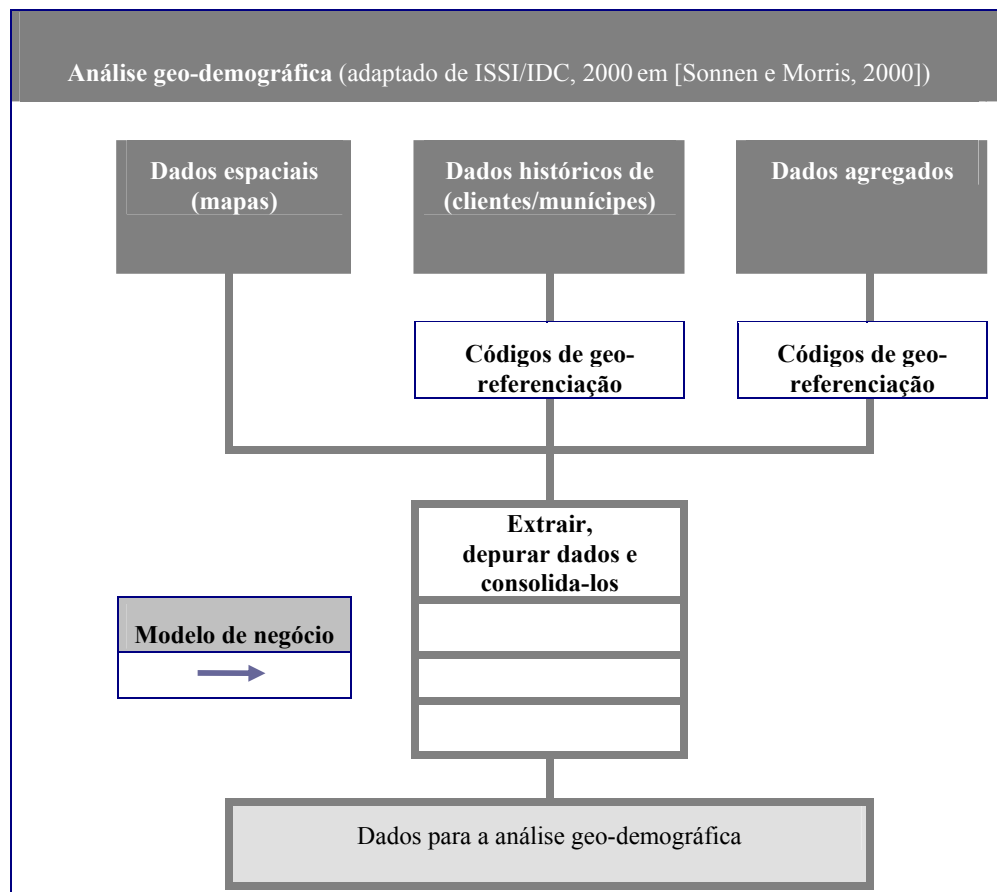 Análise geo-demográfica (adaptado de ISSI/IDC, 2000 em [Sonnen e Morris, 2000])
Dados espaciais
(mapas)
Dados históricos de
(clientes/munícipes)
Dados agregados
Códigos de geo-
referenciação
Códigos de geo-
referenciação
Extrair,
depurar dados e
consolida-los
Modelo de negócio
Dados para a análise geo-demográfica